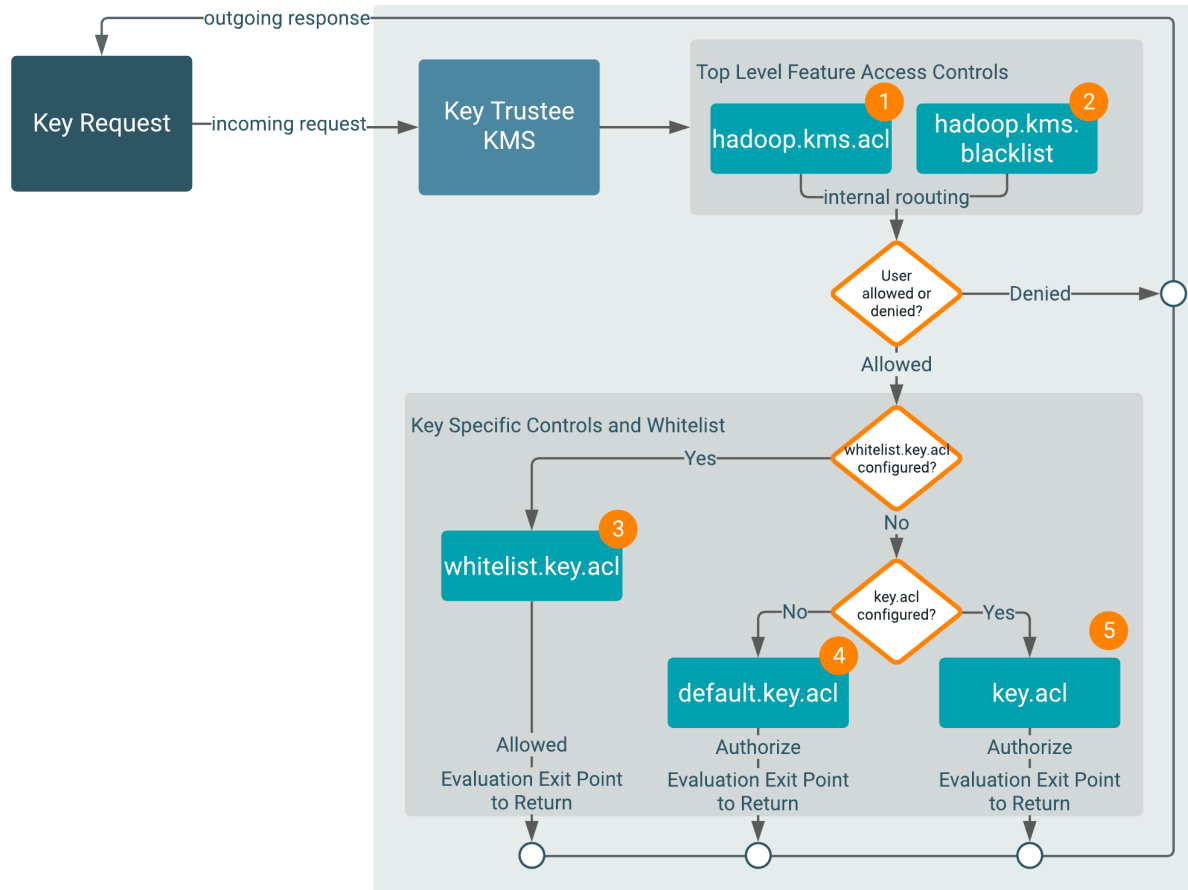 outgoing response
Key Request
incoming request
Key Trustee
KMS
Top Level Feature Access Controls
1
hadoop.kms.acl
2
hadoop.kms.
blacklist
internal roouting
User
allowed or
denied?
Denied
Allowed
Key Specific Controls and Whitelist
whitelist.key.acl
configured?
Yes
No
3
whitelist.key.acl
key.acl
configured?
No
Yes
4
default.key.acl
5
key.acl
Allowed
Evaluation Exit Point
to Return
Authorize
Evaluation Exit Point
to Return
Authorize
Evaluation Exit Point
to Return